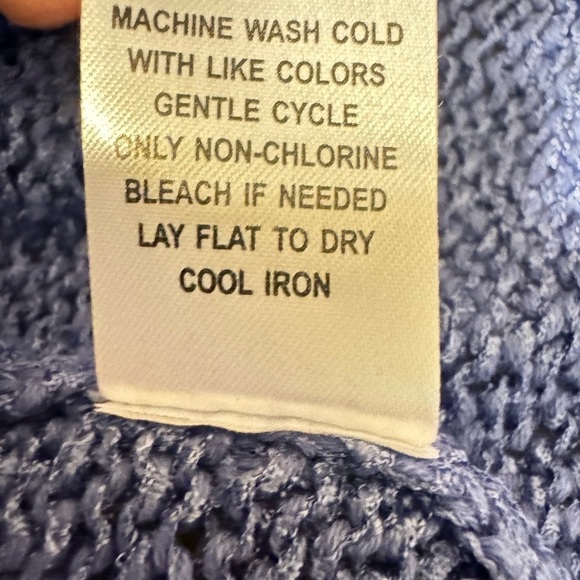 MACHINE WASH COLD
WITH LIKE COLORS
GENTLE CYCLE
ONLY NON-CHLORINE
BLEACH IF NEEDED
LAY FLAT TO DRY
COOL IRON